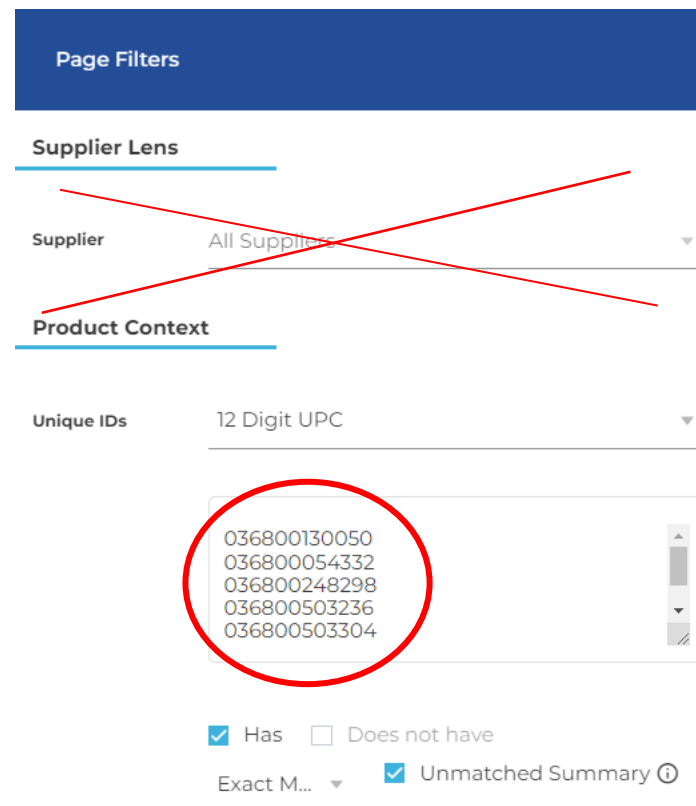 Page Filters
Supplier Lens
Supplier All Suppliers
Product Context
Unique IDs 12 Digit UPC
036800130050
036800054332
036800248298
036800503236
036800503304
Has Does not have
Exact M... Unmatched Summary